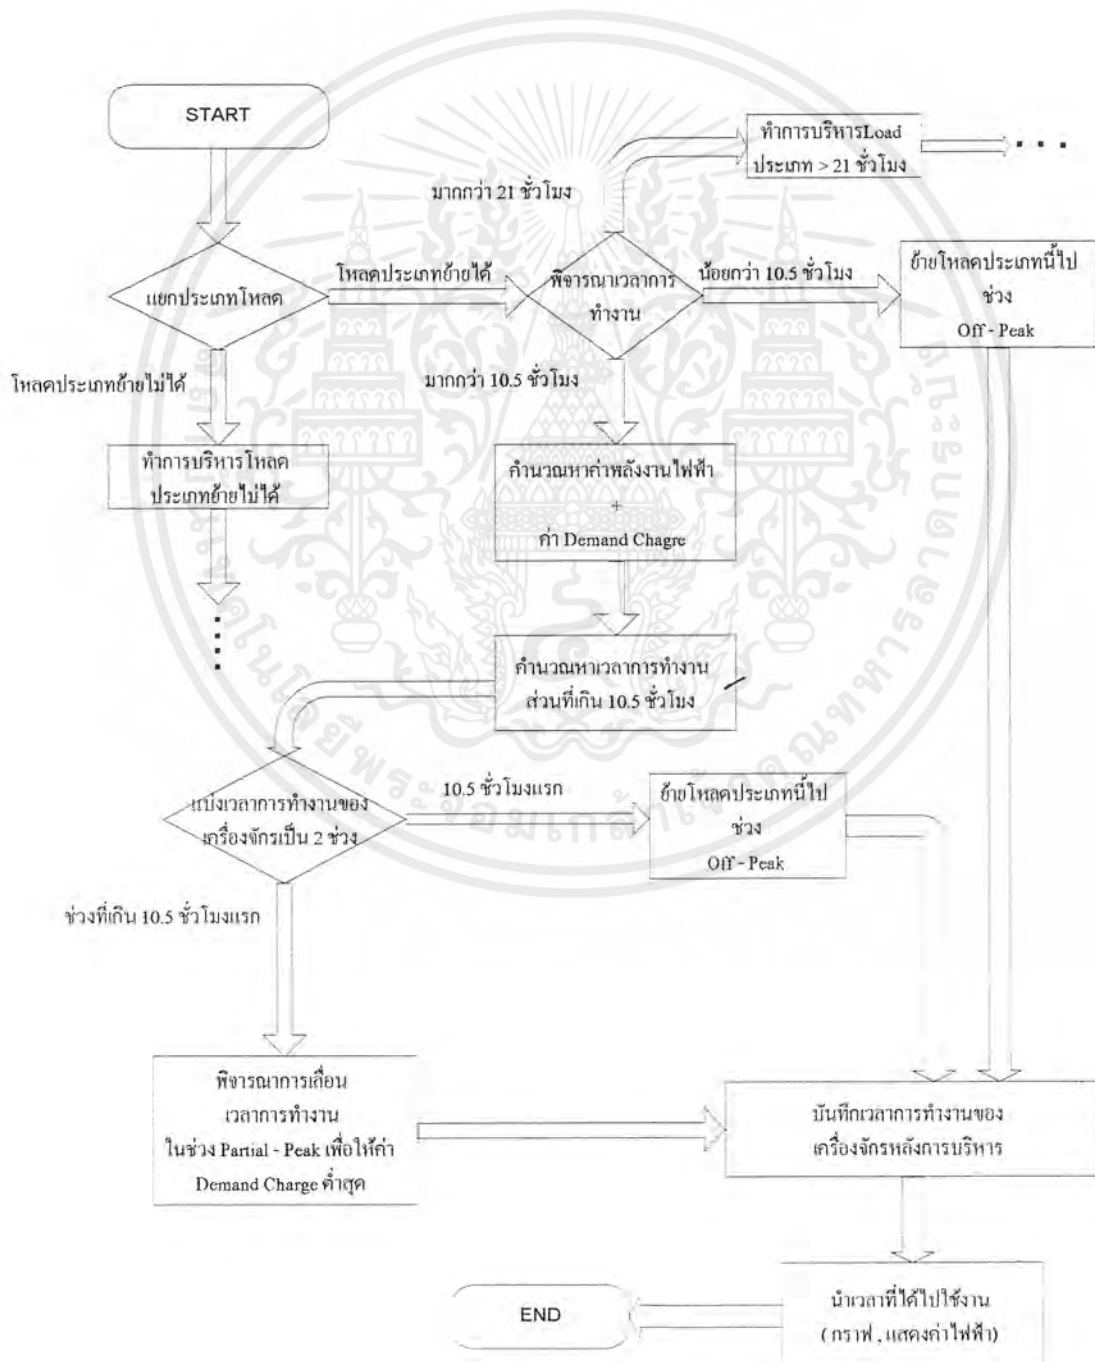 START
ทำการบริหารLoad
ประเภท > 21 ชั่วโมง
มากกว่า 21 ชั่วโมง
แยกประเภทโหลด
โหลดประเภทย้ายได้
พิจารณาเวลาการ
ทำงาน
น้อยกว่า 10.5 ชั่วโมง
ย้ายโหลดประเภทนี้ไป
ช่วง
Off - Peak
โหลดประเภทย้ายไม่ได้
มากกว่า 10.5 ชั่วโมง
ทำการบริหารโหลด
ประเภทย้ายไม่ได้
คำนวณหาค่าพลังงานไฟฟ้า
+
ค่า Demand Chagre
คำนวณหาเวลาการทำงาน
ส่วนที่เกิน 10.5 ชั่วโมง
แบ่งเวลาการทำงานของ
เครื่องจักรเป็น 2 ช่วง
10.5 ชั่วโมงแรก
ย้ายโหลดประเภทนี้ไป
ช่วง
Off - Peak
ช่วงที่เกิน 10.5 ชั่วโมงแรก
พิจารณาการเลื่อน
เวลาการทำงาน
ในช่วง Partial - Peak เพื่อให้ค่า
Demand Charge ต่ำสุด
บันทึกเวลาการทำงานของ
เครื่องจักรหลังการบริหาร
นำเวลาที่ได้ไปใช้งาน
( กราฟ , แสดงค่าไฟฟ้า)
END